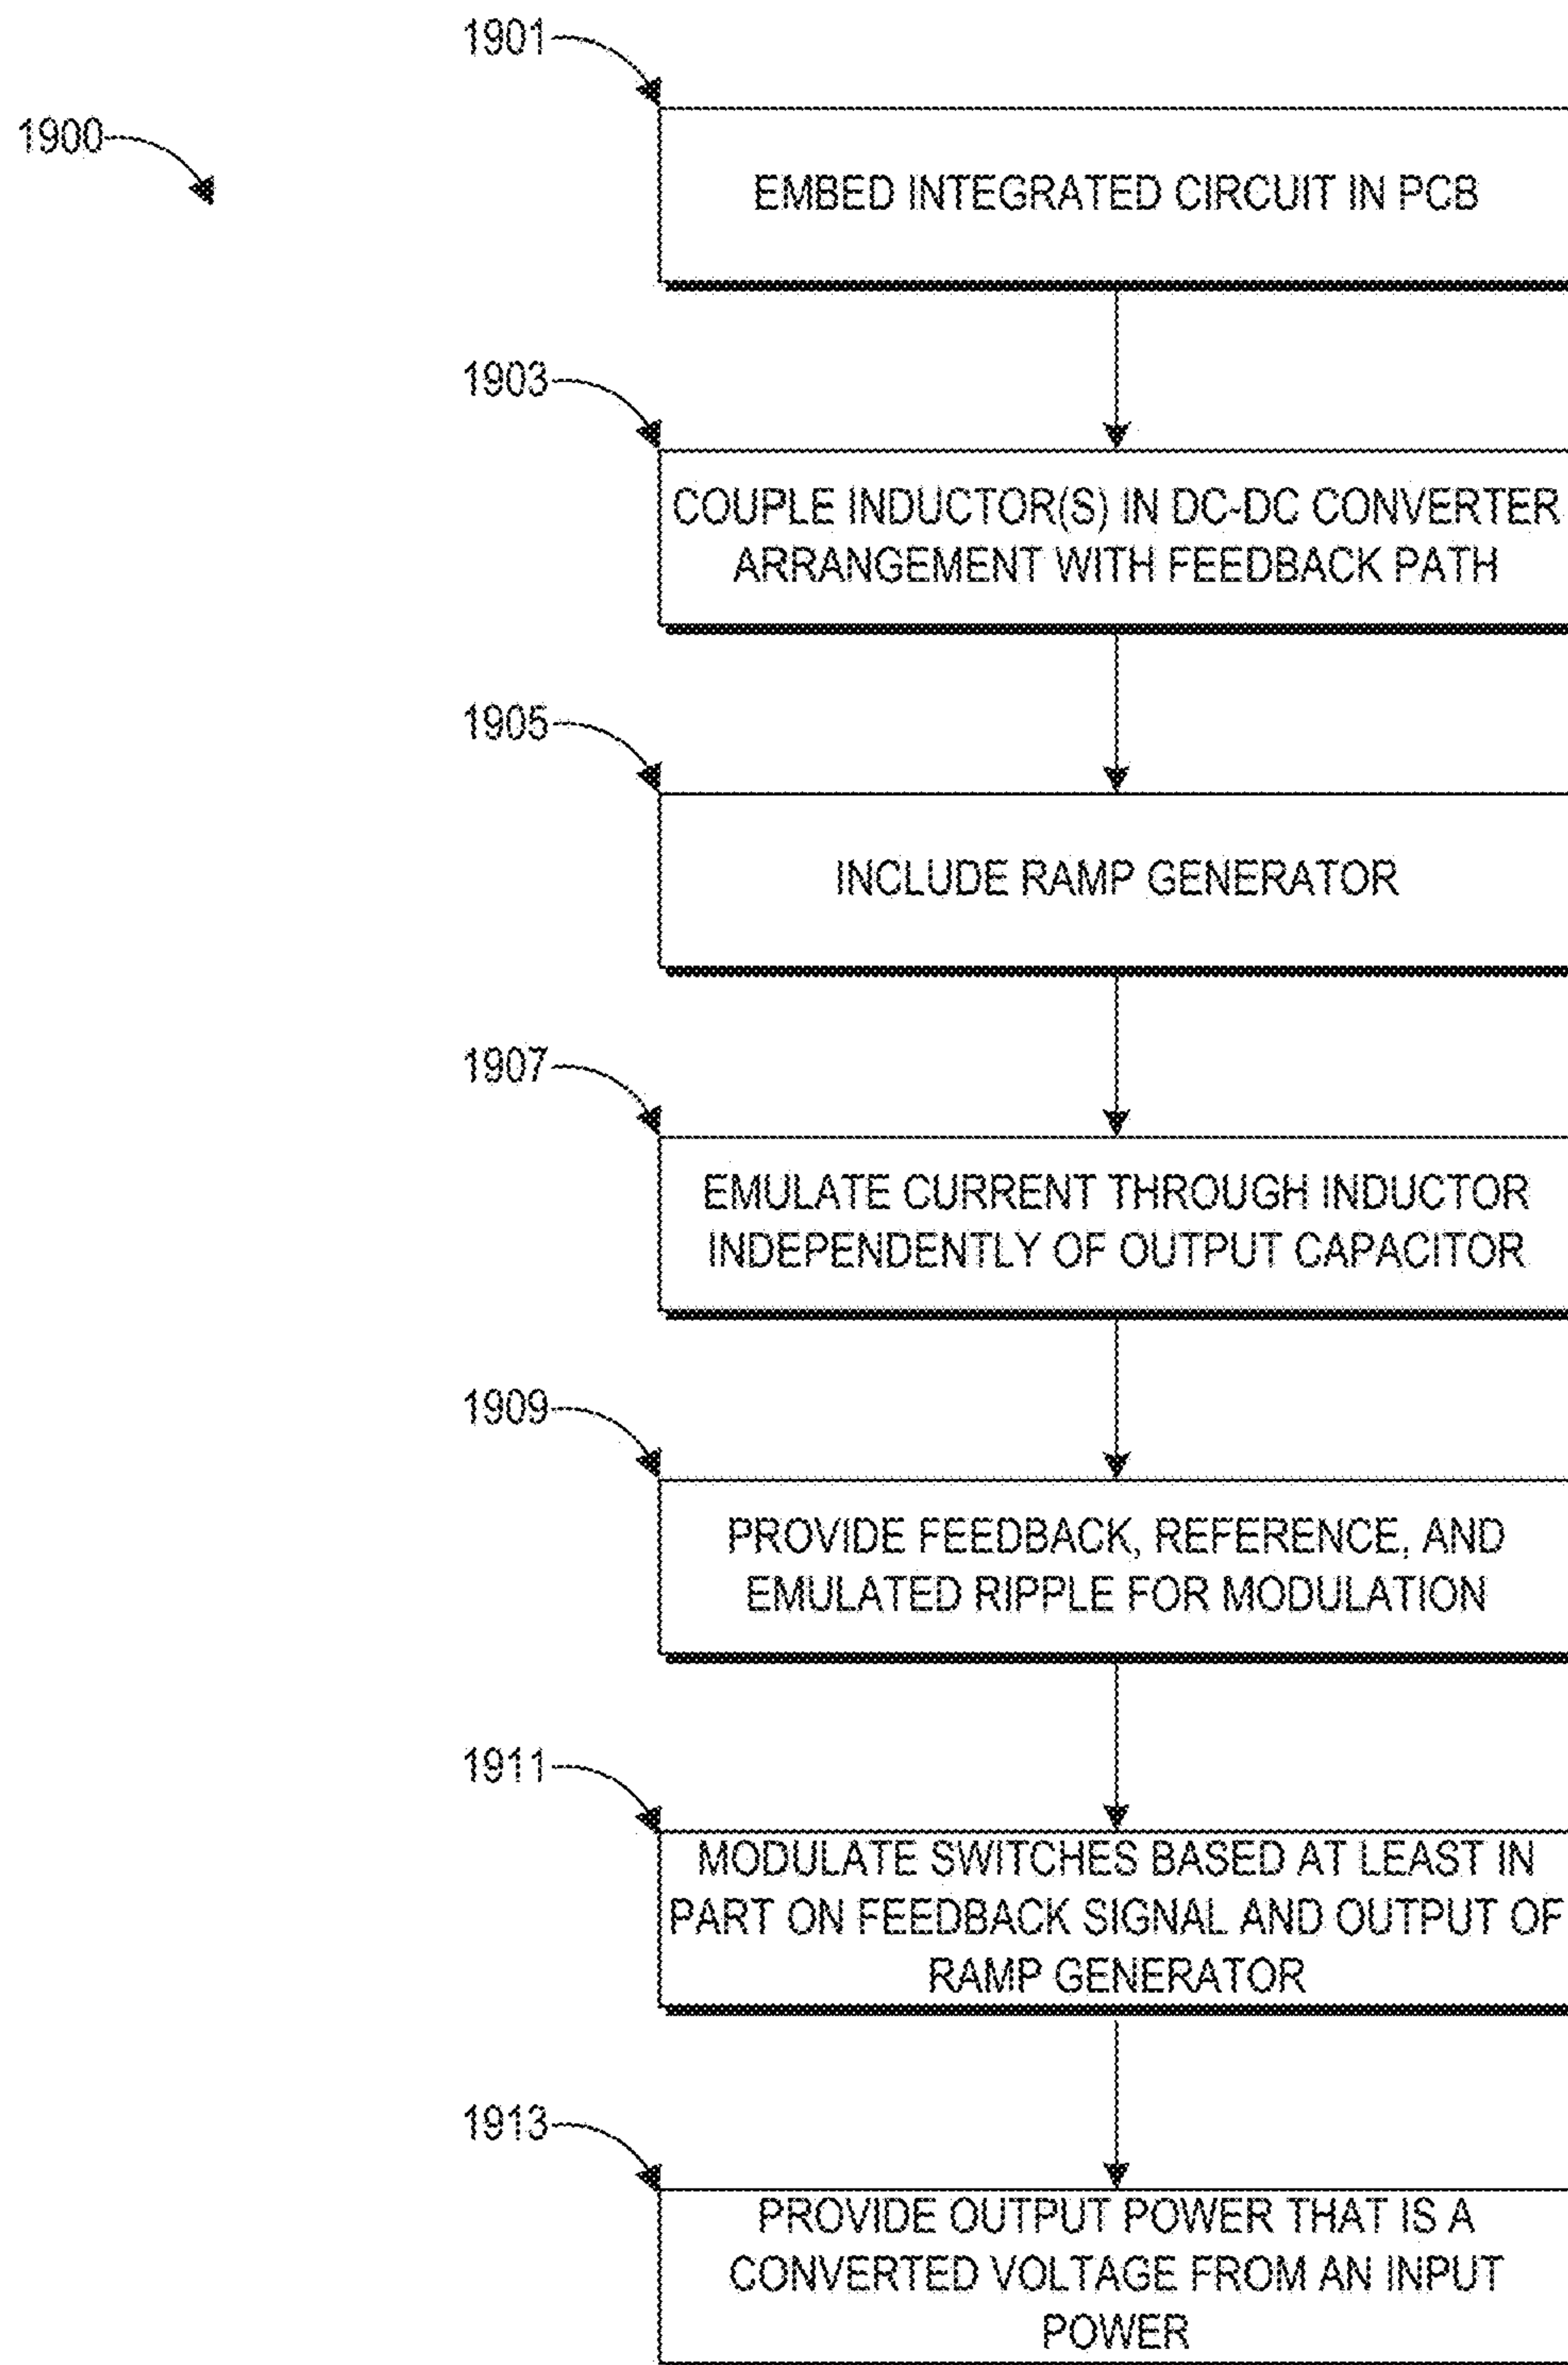 1900
1901
EMBED INTEGRATED CIRCUIT IN PCB
1903
COUPLE INDUCTOR(S) IN DC-DC CONVERTER
ARRANGEMENT WITH FEEDBACK PATH
1905
INCLUDE RAMP GENERATOR
1907
EMULATE CURRENT THROUGH INDUCTOR
INDEPENDENTLY OF OUTPUT CAPACITOR
1909
PROVIDE FEEDBACK, REFERENCE, AND
EMULATED RIPPLE FOR MODULATION
1911
MODULATE SWITCHES BASED AT LEAST IN
PART ON FEEDBACK SIGNAL AND OUTPUT OF
RAMP GENERATOR
1913
PROVIDE OUTPUT POWER THAT IS A
CONVERTED VOLTAGE FROM AN INPUT
POWER